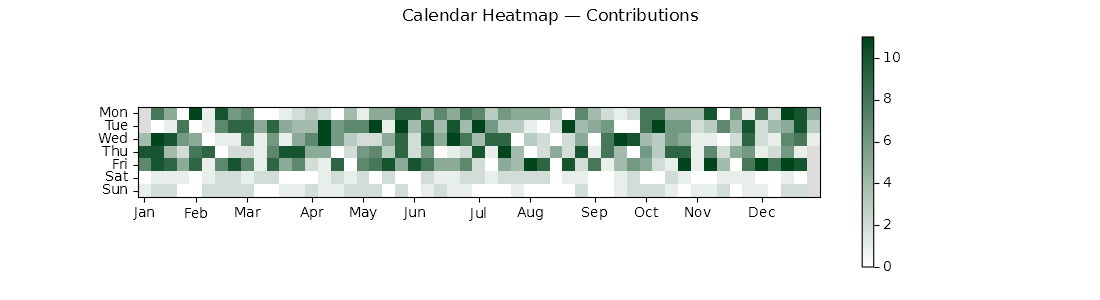 Calendar Heatmap — Contributions
Mon
Tue
Wed
Thu
Fri
Sat
Sun
Jan Feb Mar Apr May Jun Jul Aug Sep Oct Nov Dec
10
8
6
4
2
0